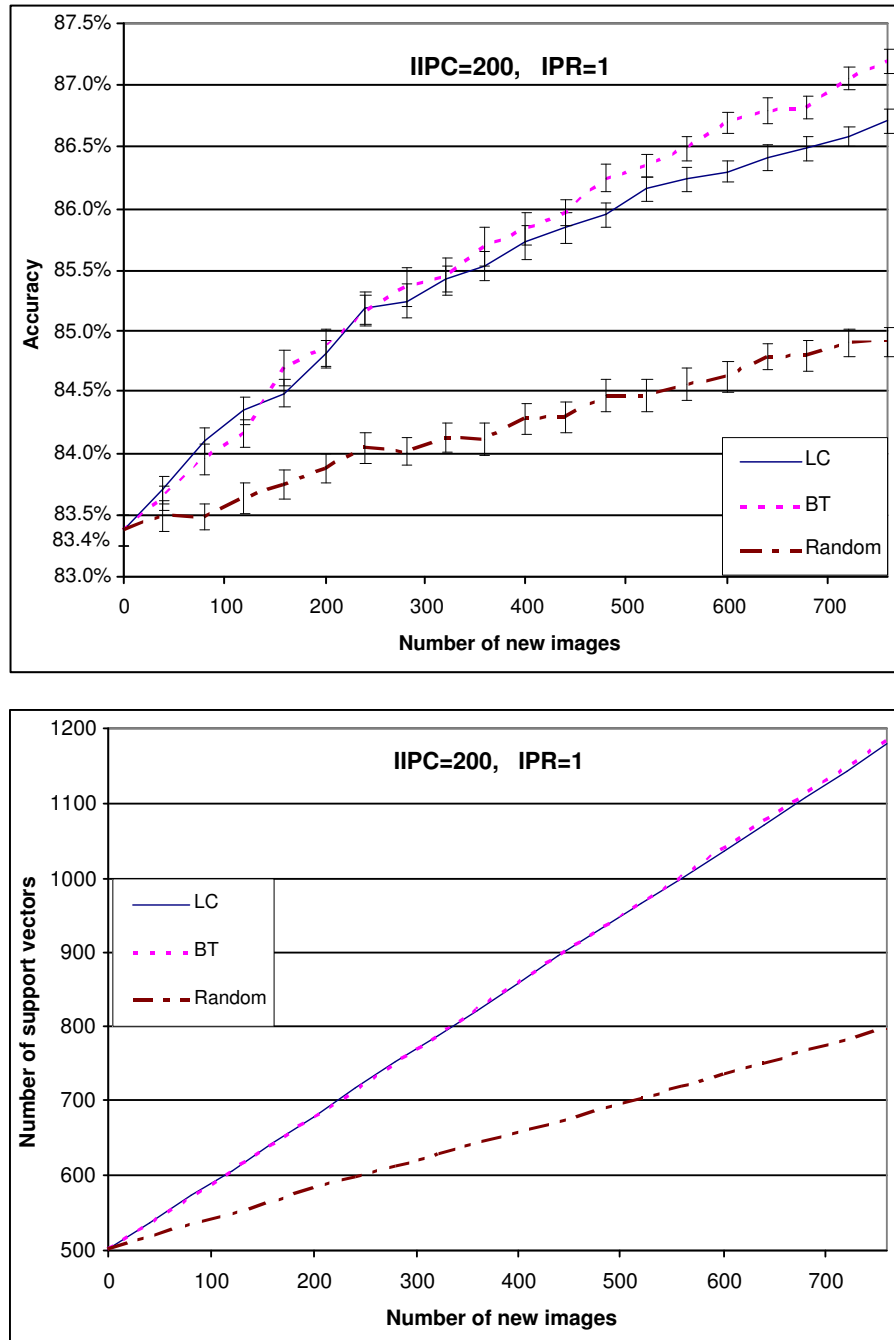 87.5%
IIPC=200, IPR=1
87.0%
86.5%
86.0%
85.5%
85.0%
84.5%
84.0%
83.5%
83.4%
83.0%
Accuracy
LC
BT
Random
0 100 200 300 400 500 600 700
Number of new images
1200
IIPC=200, IPR=1
1100
1000
900
800
700
600
500
Number of support vectors
LC
BT
Random
0 100 200 300 400 500 600 700
Number of new images